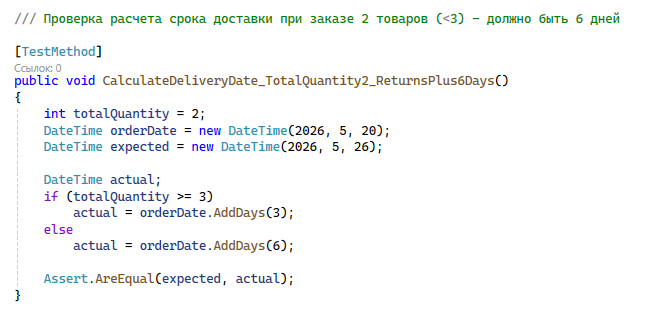 /// Проверка расчета срока доставки при заказе 2 товаров (<3) – должно быть 6 дней
[TestMethod]
Ссылок: 0
public void CalculateDeliveryDate_TotalQuantity2_ReturnsPlus6Days()
{
int totalQuantity = 2;
DateTime orderDate = new DateTime(2026, 5, 20);
DateTime expected = new DateTime(2026, 5, 26);
DateTime actual;
if (totalQuantity >= 3)
actual = orderDate.AddDays(3);
else
actual = orderDate.AddDays(6);
Assert.AreEqual(expected, actual);
}